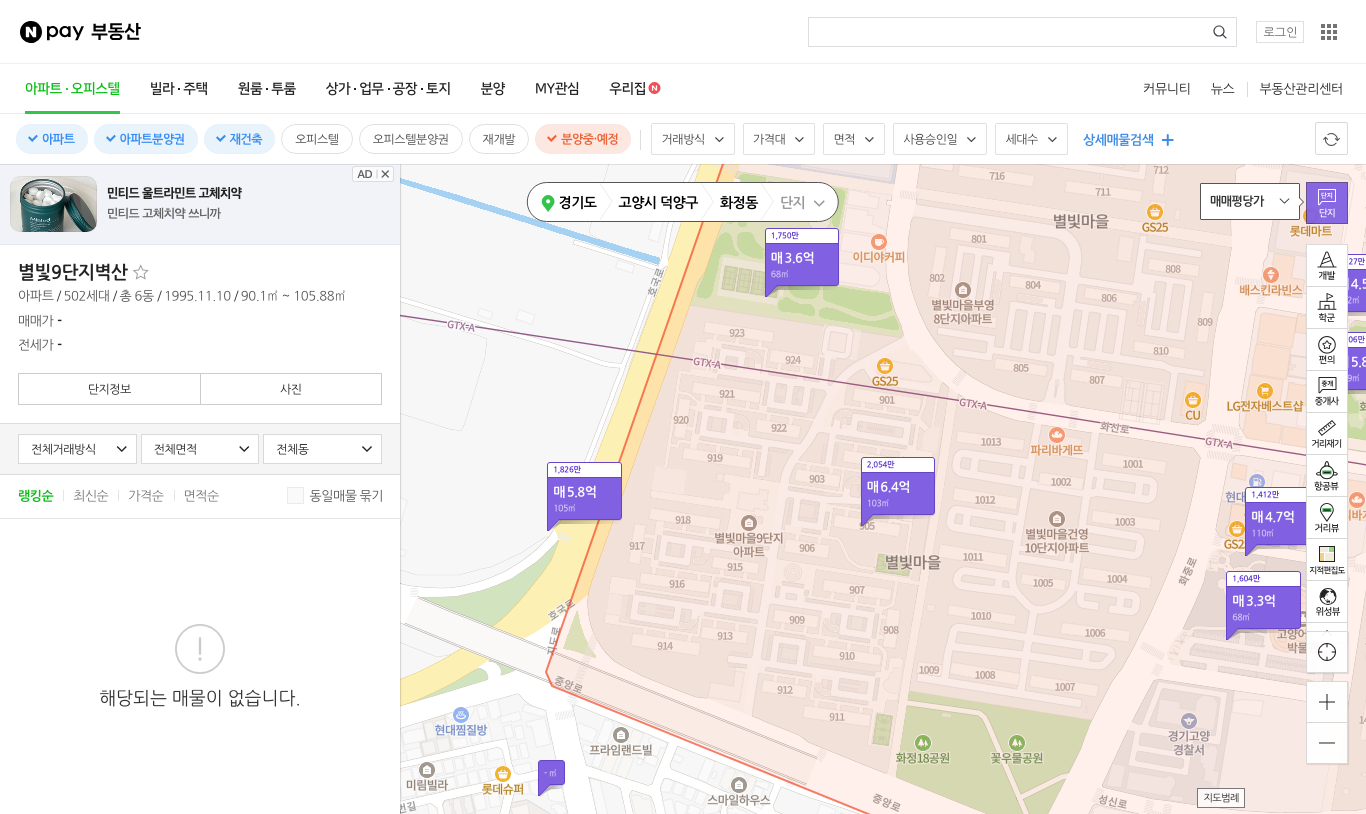 N pay 부동산
로그인
아파트·오피스텔 빌라·주택 원룸·투룸 상가·업무·공장·토지 분양 MY관심 우리집 N
커뮤니티 뉴스 부동산관리센터
아파트 아파트분양권 재건축 오피스텔 오피스텔분양권 재개발 분양중·예정 거래방식 가격대 면적 사용승인일 세대수 상세매물검색
AD
민티드 울트라민트 고체치약
민티드 고체치약 쓰니까
별빛9단지벽산
아파트 / 502세대 / 총 6동 / 1995.11.10 / 90.1㎡ ~ 105.88㎡
매매가 -
전세가 -
단지정보 사진
전체거래방식 전체면적 전체동
랭킹순 최신순 가격순 면적순 동일매물 묶기
해당되는 매물이 없습니다.
경기도 고양시 덕양구 화정동 단지
매매평당가
단지
단지
개발
학군
편의
중개
중개사
거리재기
항공뷰
거리뷰
지적편집도
위성뷰
지도범례
716
711
별빛마을
GS25
롯데마트
1,750만
매 3.6억
68㎡
이디야커피
801
802
808
804
806
809
810
805
807
별빛마을부영
8단지아파트
배스킨라빈스
호국로
GTX-A
GTX-A
GTX-A
GTX-A
923
924
GS25
901
921
920
922
919
903
CU
LG전자베스트샵
화신로
파리바게뜨
1013
1001
1002
1003
1,826만
매 5.8억
105㎡
2,054만
매 6.4억
103㎡
905
918
917
별빛마을9단지
아파트
915
906
916
907
914
909
908
913
910
912
911
별빛마을
별빛마을건영
10단지아파트
1011
1005
1004
1010
1006
1009
1008
1007
현대
1,412만
매 4.7억
110㎡
1,604만
매 3.3억
68㎡
화중로
호국로
지도로
중앙로
현대찜질방
프라임랜드빌
미림빌라
롯데슈퍼
- ㎡
스마일하우스
화정18공원
꽃우물공원
경기고양
경찰서
중앙로
성신로